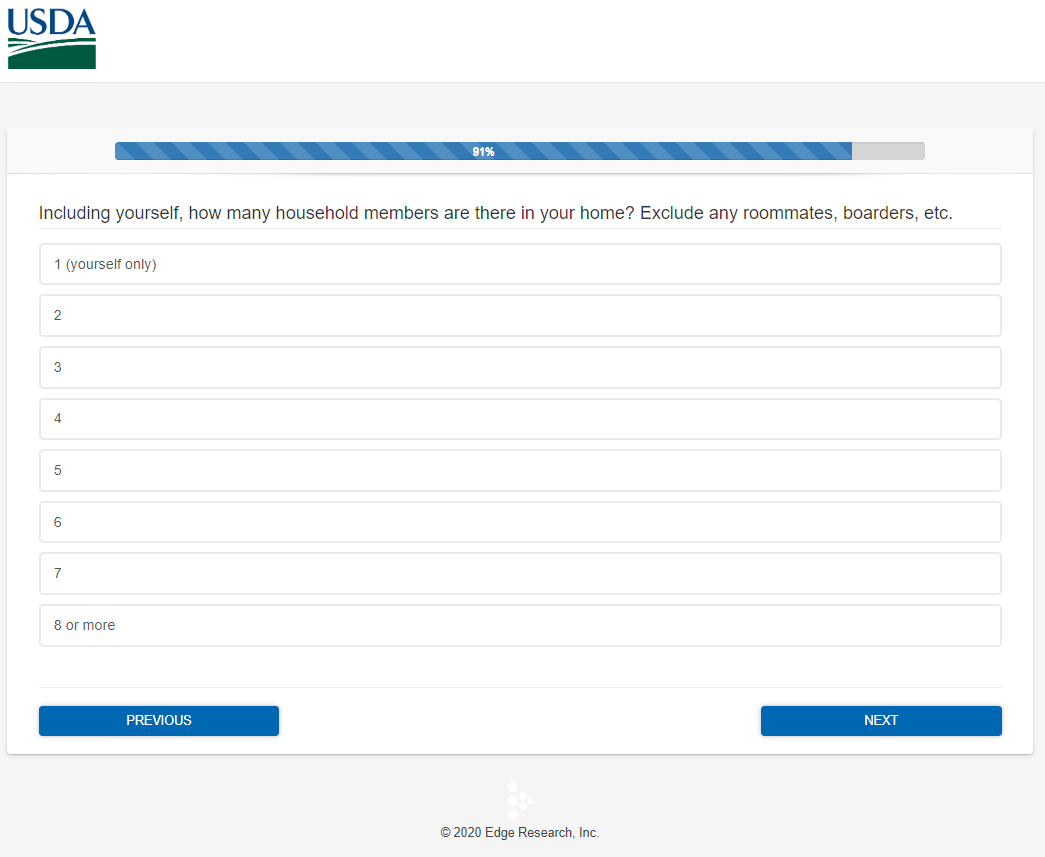 USDA
91%
Including yourself, how many household members are there in your home? Exclude any roommates, boarders, etc.
1 (yourself only)
2
3
4
5
6
7
8 or more
PREVIOUS
NEXT
© 2020 Edge Research, Inc.